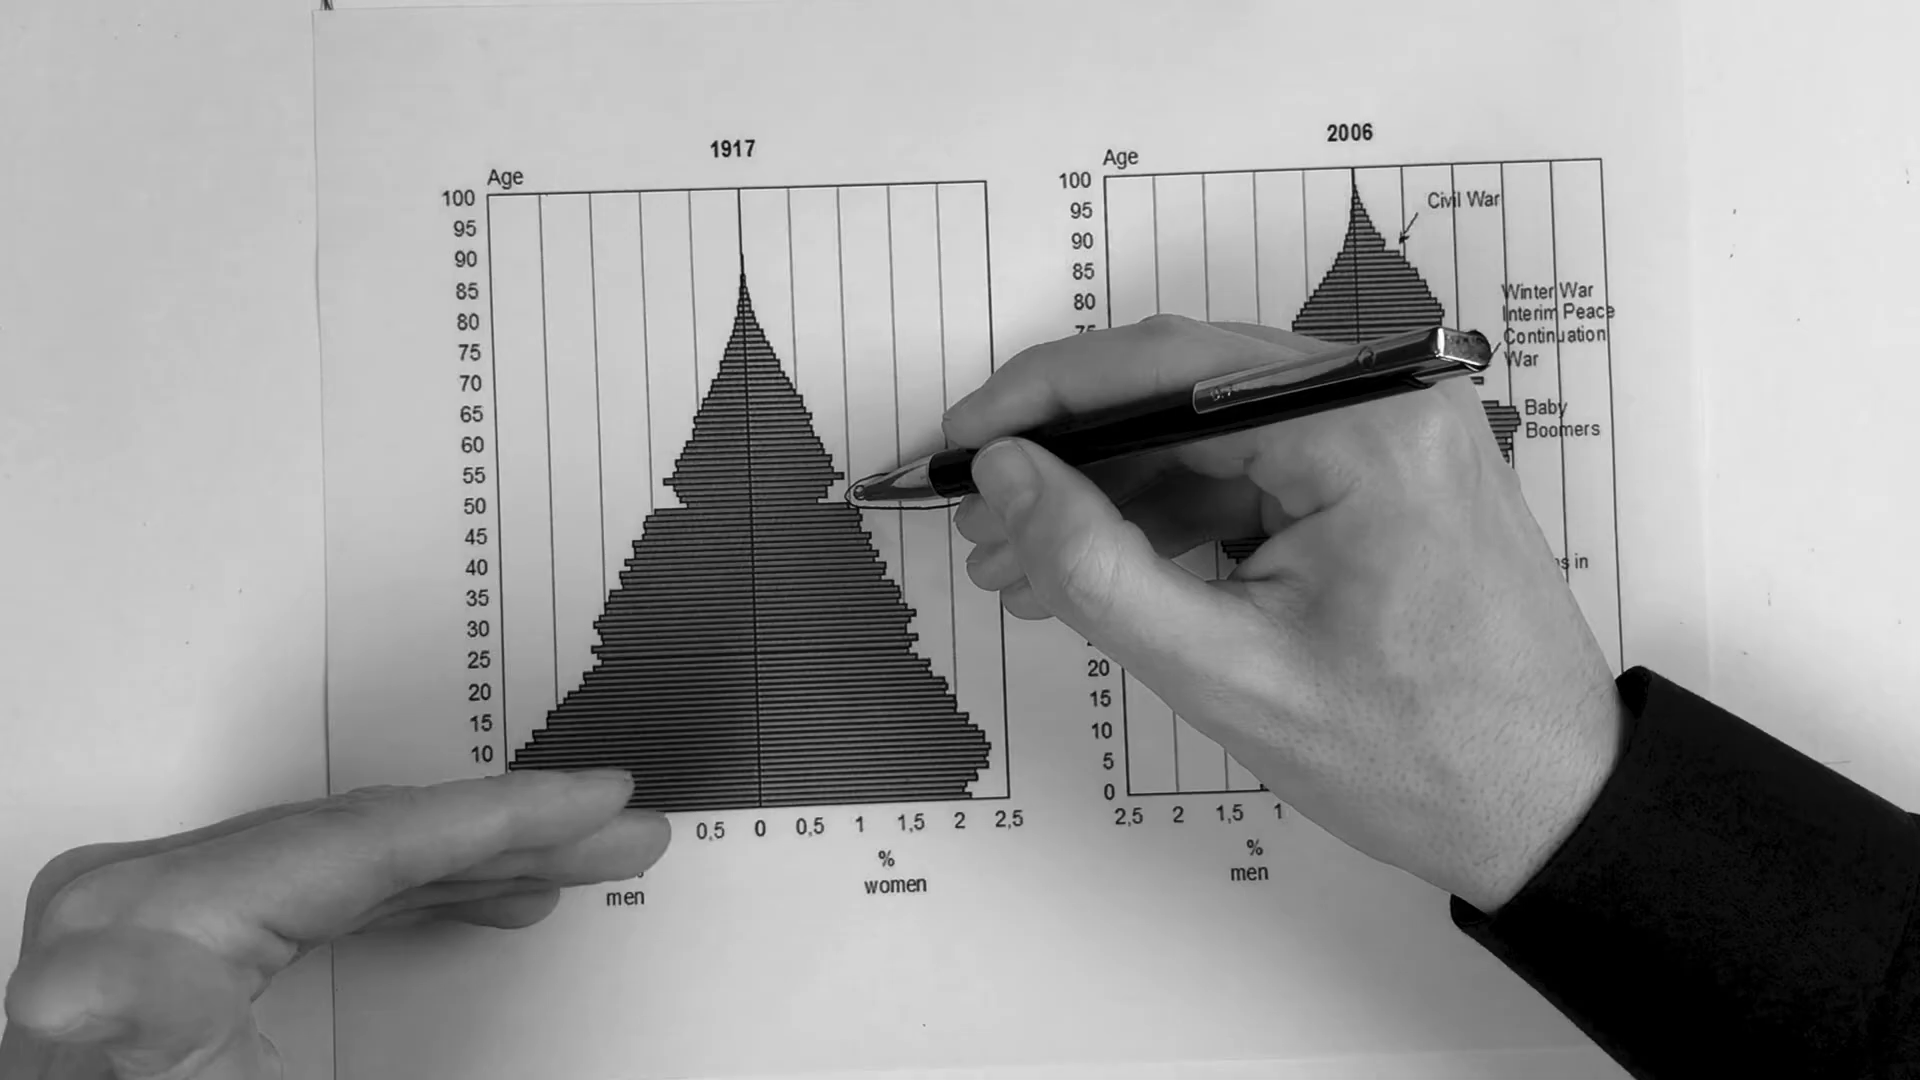 1917
Age
100
95
90
85
80
75
70
65
60
55
50
45
40
35
30
25
20
15
10
0,5 0 0,5 1 1,5 2 2,5
%
men
women
2006
Age
100
95
90
85
80
20
15
10
5
0
2,5 2 1,5 1
%
men
Civil War
Winter War
Interim Peace
Continuation
War
Baby
Boomers
in